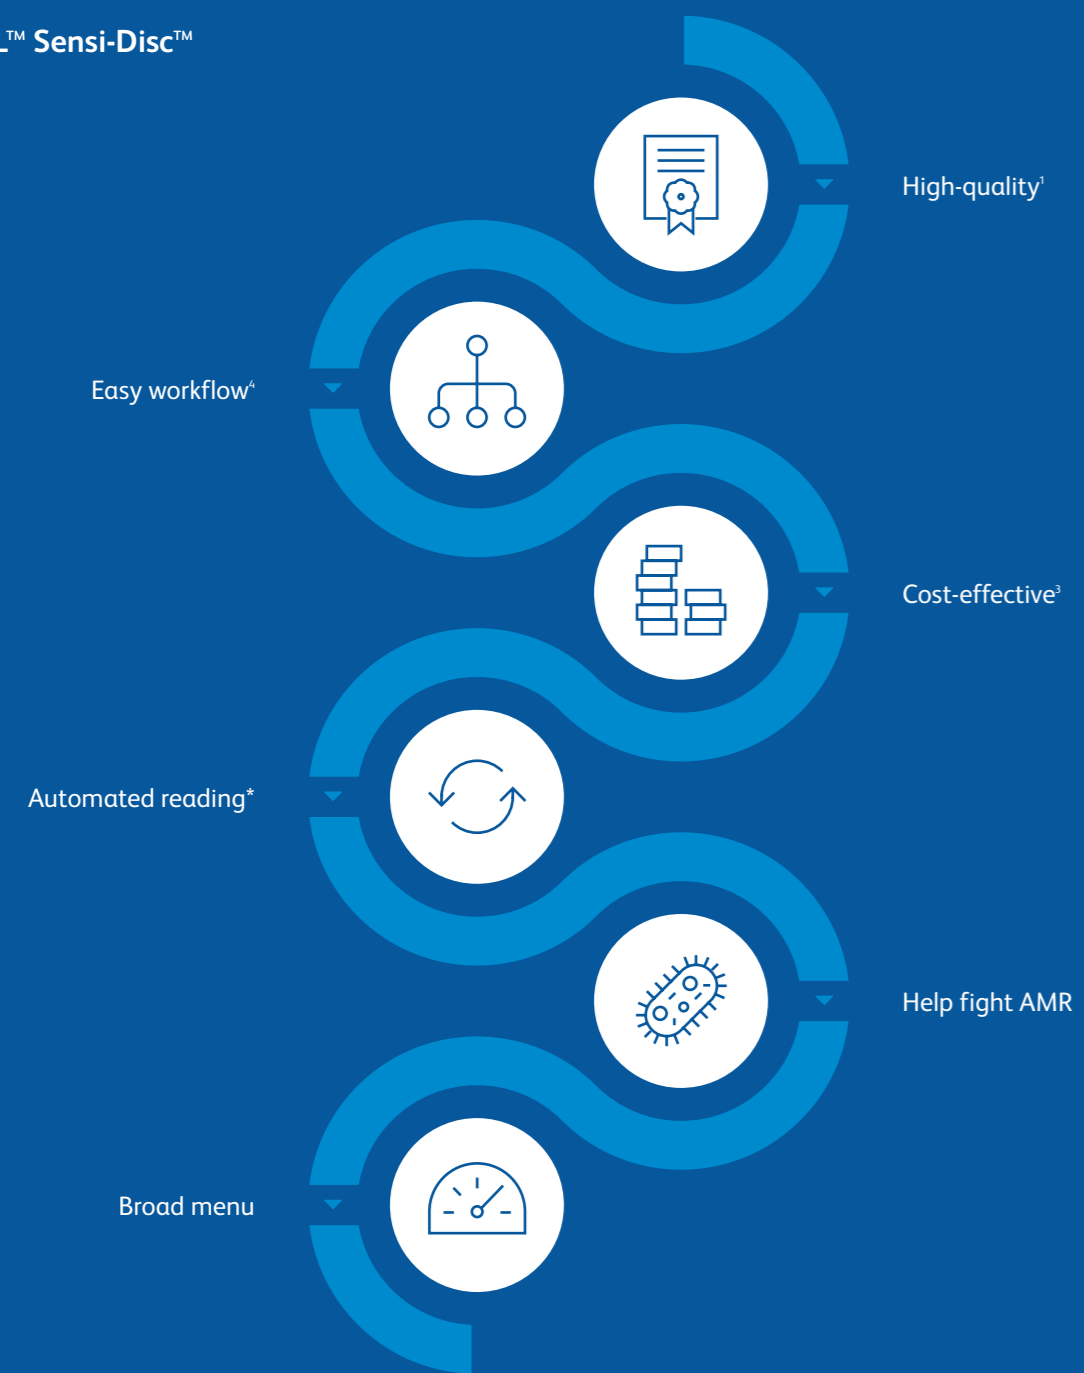 ™ Sensi-Disc™
High-quality¹
Easy workflow⁴
Cost-effective³
Automated reading*
Help fight AMR
Broad menu